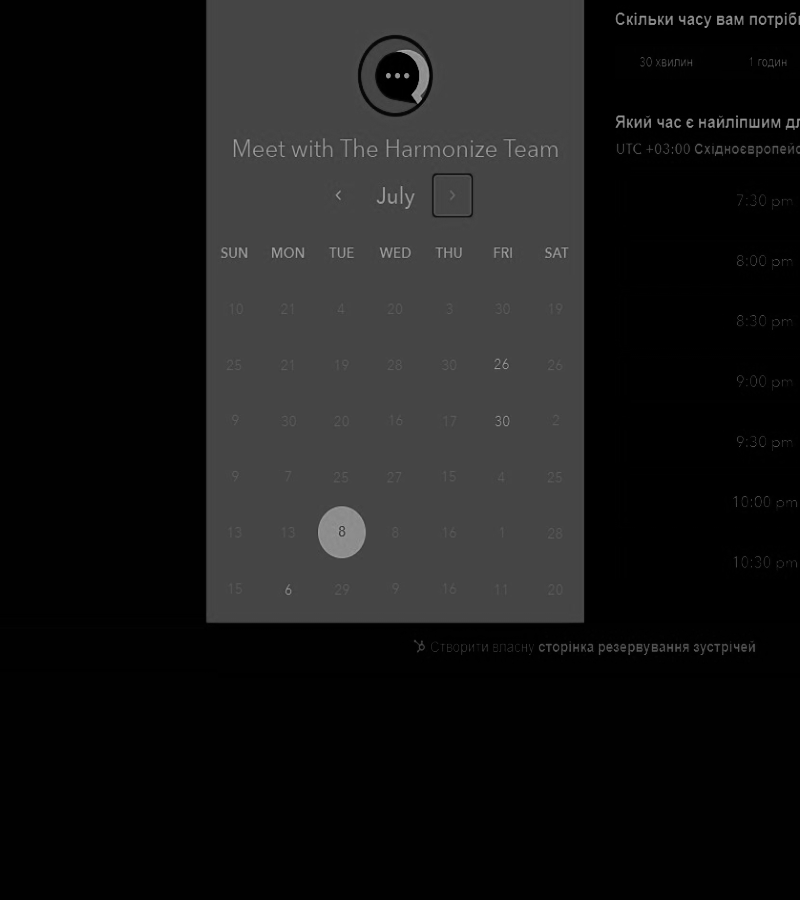 Meet with The Harmonize Team
July
SUN MON TUE WED THU FRI SAT
10 21 4 20 3 30 19
25 21 19 28 30 26 26
9 30 20 16 17 30 2
9 7 25 27 15 4 25
13 13 8 8 16 1 28
15 6 29 9 16 11 20
Скільки часу вам
30 хвилин 1 годин
Який час є найліпшим
UTC +03:00
7:30 pm
8:00 pm
8:30 pm
9:00 pm
9:30 pm
10:00 pm
10:30 pm
Створити власну сторінка резервування зустрічей